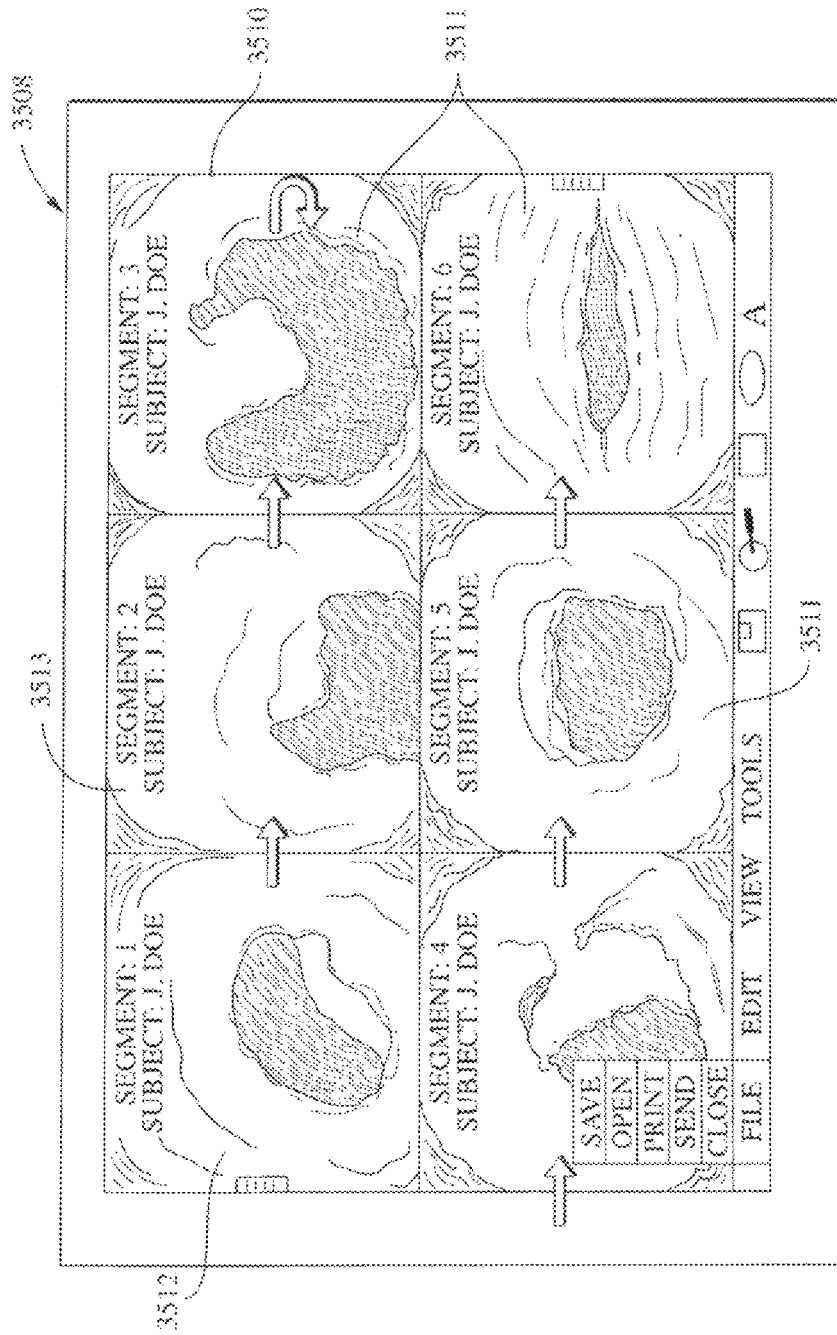 3508
3510
3513
3512
3511
SEGMENT: 1
SUBJECT: J. DOE
SEGMENT: 2
SUBJECT: J. DOE
SEGMENT: 3
SUBJECT: J. DOE
SEGMENT: 4
SUBJECT: J. DOE
SEGMENT: 5
SUBJECT: J. DOE
SEGMENT: 6
SUBJECT: J. DOE
SAVE
OPEN
PRINT
SEND
CLOSE
FILE EDIT VIEW TOOLS A
3511